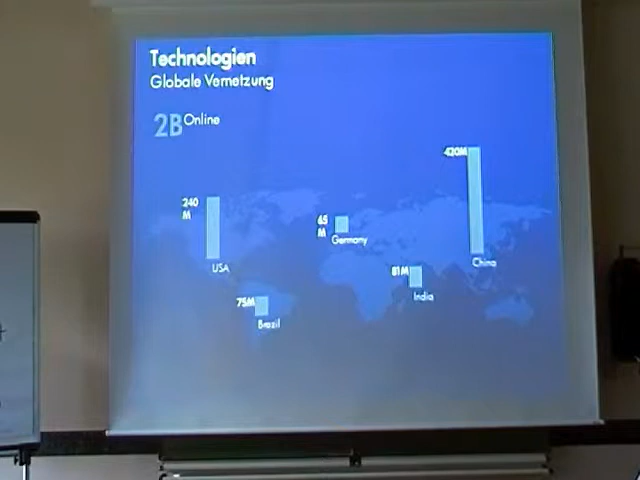 Technologien
Globale Vernetzung
2B Online
420M
240
M
65
M
Germany
China
USA
81M
India
75M
Brazil